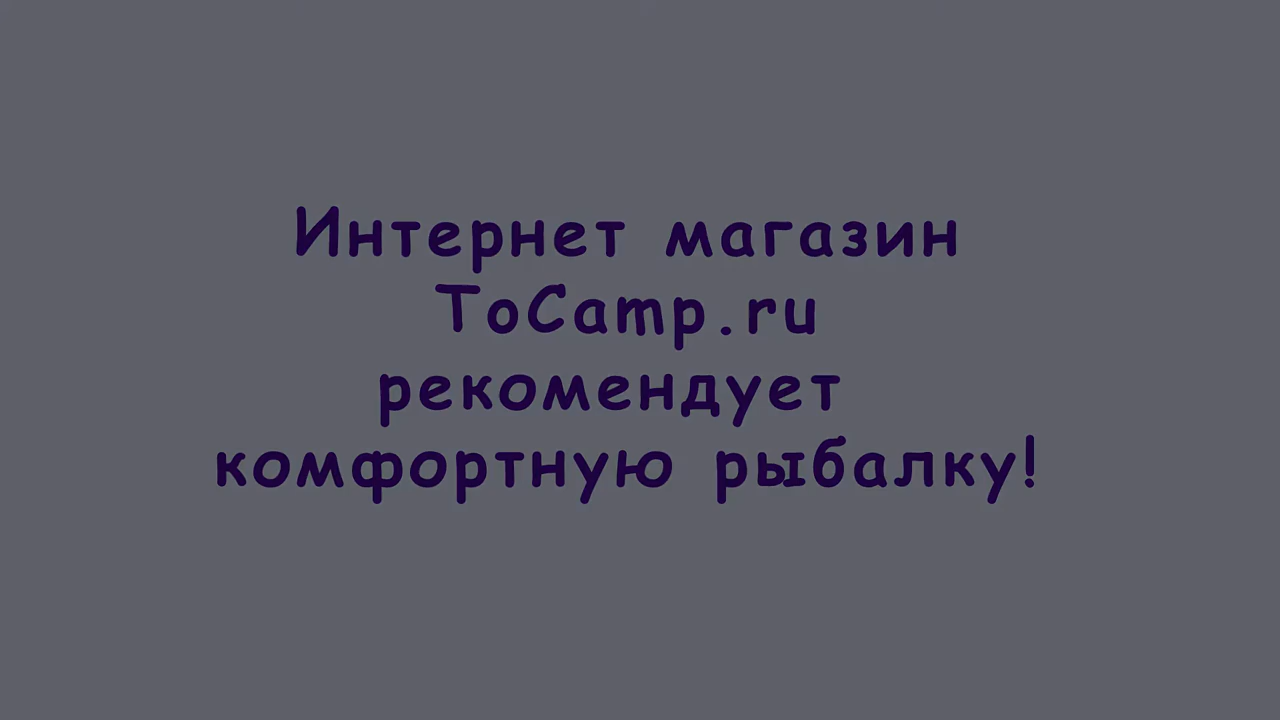 Интернет магазин
ToCamp.ru
рекомендует
комфортную рыбалку!